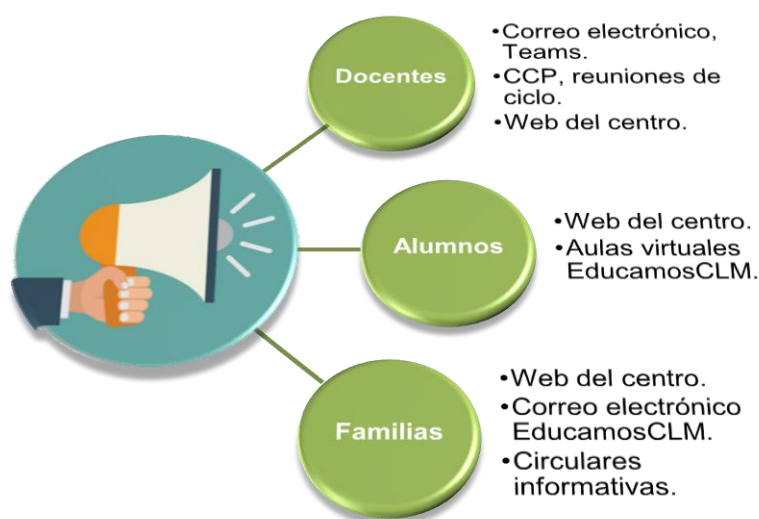 Docentes
•Correo electrónico,
Teams.
•CCP, reuniones de
ciclo.
•Web del centro.
Alumnos
•Web del centro.
•Aulas virtuales
EducamosCLM.
Familias
•Web del centro.
•Correo electrónico
EducamosCLM.
•Circulares
informativas.